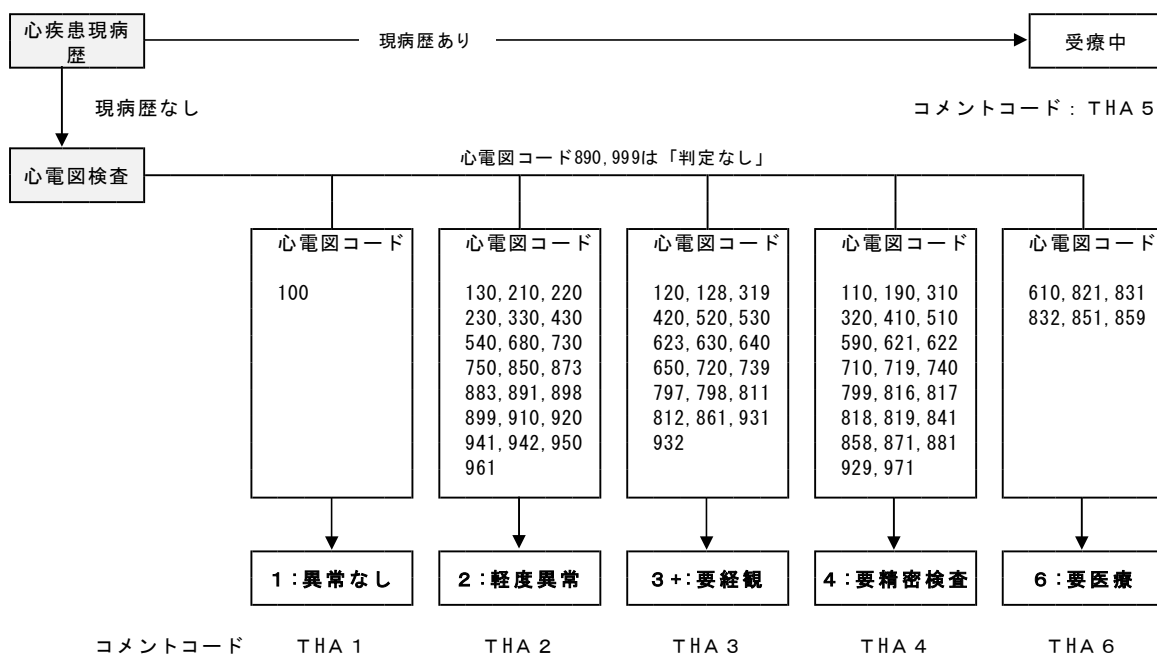 心疾患現病
歴
現病歴あり
受療中
現病歴なし
コメントコード：ＴＨＡ５
心電図検査
心電図コード890,999は「判定なし」
心電図コード
100
心電図コード
130,210,220
230,330,430
540,680,730
750,850,873
883,891,898
899,910,920
941,942,950
961
心電図コード
120,128,319
420,520,530
623,630,640
650,720,739
797,798,811
812,861,931
932
心電図コード
110,190,310
320,410,510
590,621,622
710,719,740
799,816,817
818,819,841
858,871,881
929,971
心電図コード
610,821,831
832,851,859
１：異常なし
２：軽度異常
３＋：要経観
４：要精密検査
６：要医療
コメントコード ＴＨＡ１ ＴＨＡ２ ＴＨＡ３ ＴＨＡ４ ＴＨＡ６